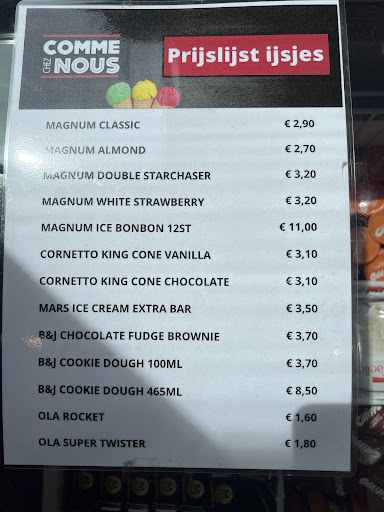 COMME
CHEZ
NOUS
Prijslijst ijsjes
MAGNUM CLASSIC € 2,90
MAGNUM ALMOND € 2,70
MAGNUM DOUBLE STARCHASER € 3,20
MAGNUM WHITE STRAWBERRY € 3,20
MAGNUM ICE BONBON 12ST € 11,00
CORNETTO KING CONE VANILLA € 3,10
CORNETTO KING CONE CHOCOLATE € 3,10
MARS ICE CREAM EXTRA BAR € 3,50
B&J CHOCOLATE FUDGE BROWNIE € 3,70
B&J COOKIE DOUGH 100ML € 3,70
B&J COOKIE DOUGH 465ML € 8,50
OLA ROCKET € 1,60
OLA SUPER TWISTER € 1,80